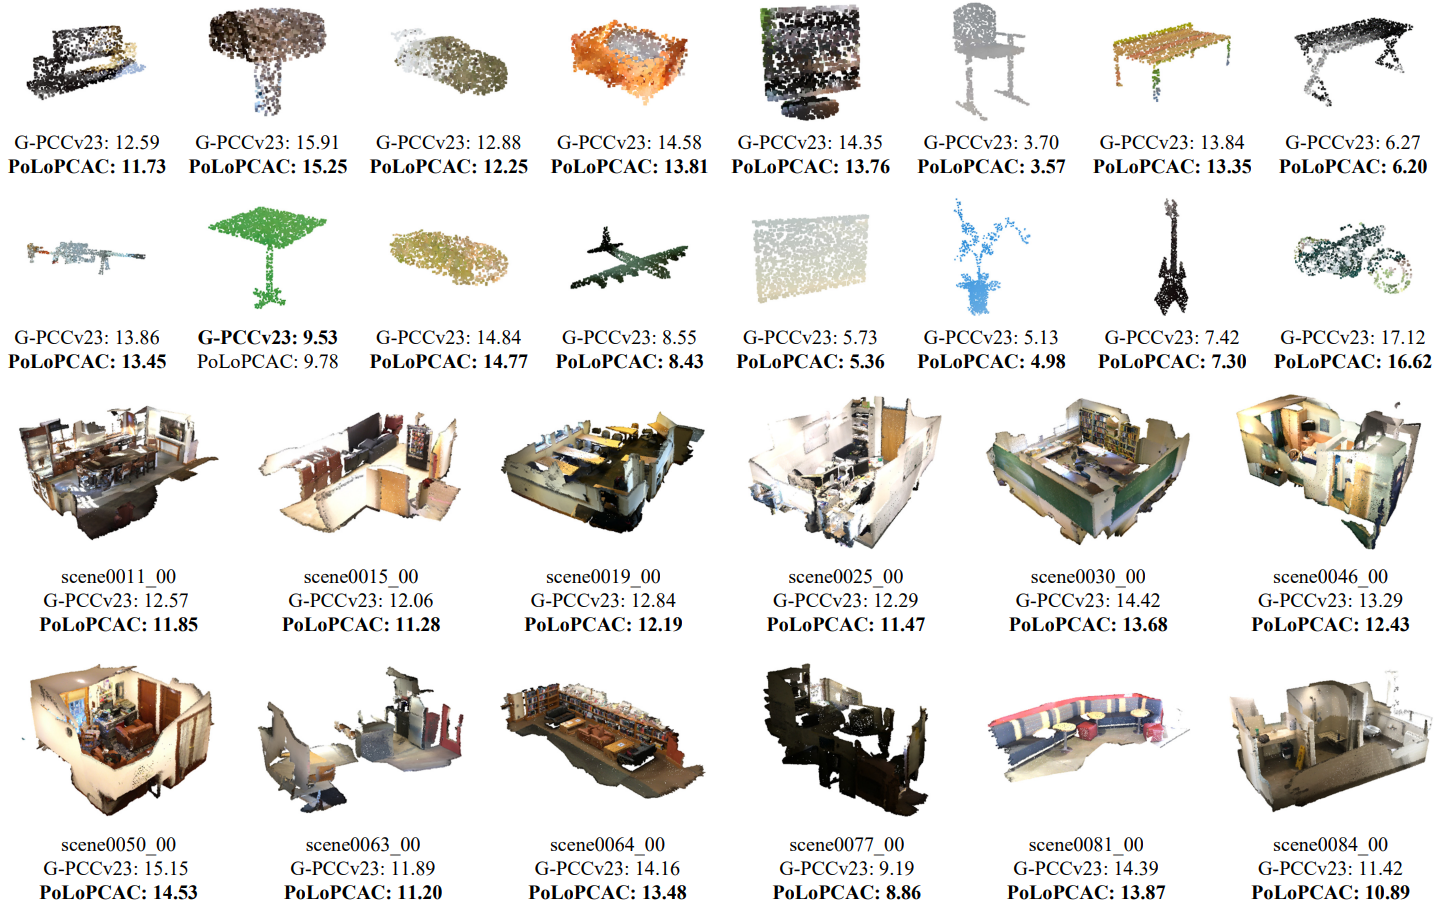 G-PCCv23: 12.59
PoLoPCAC: 11.73
G-PCCv23: 15.91
PoLoPCAC: 15.25
G-PCCv23: 12.88
PoLoPCAC: 12.25
G-PCCv23: 14.58
PoLoPCAC: 13.81
G-PCCv23: 14.35
PoLoPCAC: 13.76
G-PCCv23: 3.70
PoLoPCAC: 3.57
G-PCCv23: 13.84
PoLoPCAC: 13.35
G-PCCv23: 6.27
PoLoPCAC: 6.20
G-PCCv23: 13.86
PoLoPCAC: 13.45
G-PCCv23: 9.53
PoLoPCAC: 9.78
G-PCCv23: 14.84
PoLoPCAC: 14.77
G-PCCv23: 8.55
PoLoPCAC: 8.43
G-PCCv23: 5.73
PoLoPCAC: 5.36
G-PCCv23: 5.13
PoLoPCAC: 4.98
G-PCCv23: 7.42
PoLoPCAC: 7.30
G-PCCv23: 17.12
PoLoPCAC: 16.62
scene0011_00
G-PCCv23: 12.57
PoLoPCAC: 11.85
scene0015_00
G-PCCv23: 12.06
PoLoPCAC: 11.28
scene0019_00
G-PCCv23: 12.84
PoLoPCAC: 12.19
scene0025_00
G-PCCv23: 12.29
PoLoPCAC: 11.47
scene0030_00
G-PCCv23: 14.42
PoLoPCAC: 13.68
scene0046_00
G-PCCv23: 13.29
PoLoPCAC: 12.43
scene0050_00
G-PCCv23: 15.15
PoLoPCAC: 14.53
scene0063_00
G-PCCv23: 11.89
PoLoPCAC: 11.20
scene0064_00
G-PCCv23: 14.16
PoLoPCAC: 13.48
scene0077_00
G-PCCv23: 9.19
PoLoPCAC: 8.86
scene0081_00
G-PCCv23: 14.39
PoLoPCAC: 13.87
scene0084_00
G-PCCv23: 11.42
PoLoPCAC: 10.89